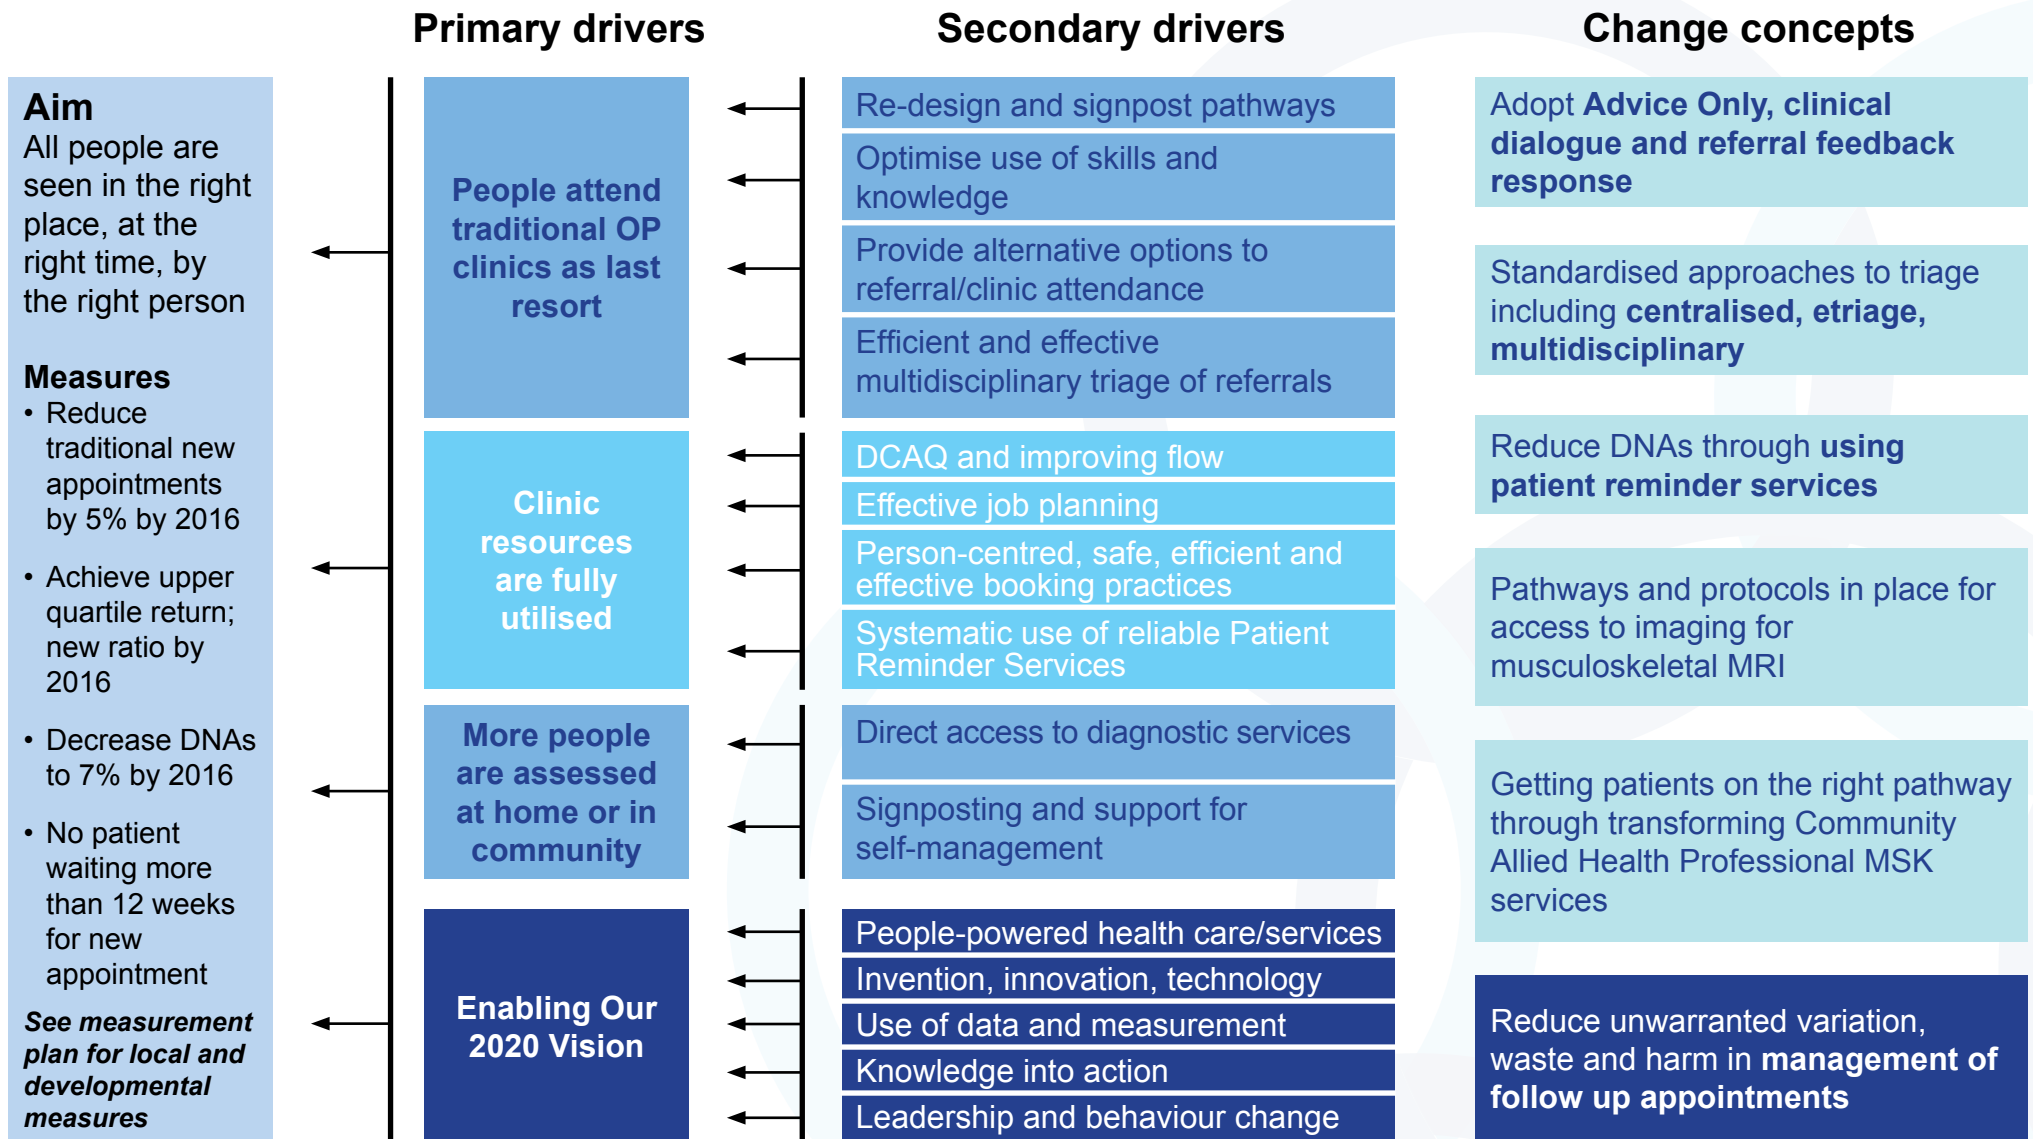 Primary drivers
Secondary drivers
Change concepts
Aim
All people are
seen in the right
place, at the
right time, by
the right person
Measures
• Reduce
traditional new
appointments
by 5% by 2016
• Achieve upper
quartile return;
new ratio by
2016
• Decrease DNAs
to 7% by 2016
• No patient
waiting more
than 12 weeks
for new
appointment
See measurement
plan for local and
developmental
measures
People attend
traditional OP
clinics as last
resort
Clinic
resources
are fully
utilised
More people
are assessed
at home or in
community
Enabling Our
2020 Vision
Re-design and signpost pathways
Optimise use of skills and
knowledge
Provide alternative options to
referral/clinic attendance
Efficient and effective
multidisciplinary triage of referrals
DCAQ and improving flow
Effective job planning
Person-centred, safe, efficient and
effective booking practices
Systematic use of reliable Patient
Reminder Services
Direct access to diagnostic services
Signposting and support for
self-management
People-powered health care/services
Invention, innovation, technology
Use of data and measurement
Knowledge into action
Leadership and behaviour change
Adopt Advice Only, clinical
dialogue and referral feedback
response
Standardised approaches to triage
including centralised, etriage,
multidisciplinary
Reduce DNAs through using
patient reminder services
Pathways and protocols in place for
access to imaging for
musculoskeletal MRI
Getting patients on the right pathway
through transforming Community
Allied Health Professional MSK
services
Reduce unwarranted variation,
waste and harm in management of
follow up appointments